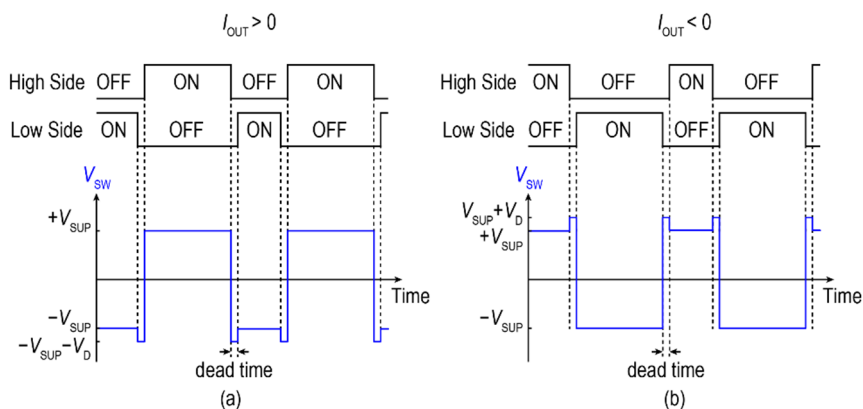 I_OUT > 0
High Side OFF ON OFF ON
Low Side ON OFF ON OFF
V_SW
+V_SUP
Time
−V_SUP
−V_SUP−V_D
dead time
(a)
I_OUT < 0
High Side ON OFF ON OFF
Low Side OFF ON OFF ON
V_SW
V_SUP+V_D
+V_SUP
Time
−V_SUP
dead time
(b)